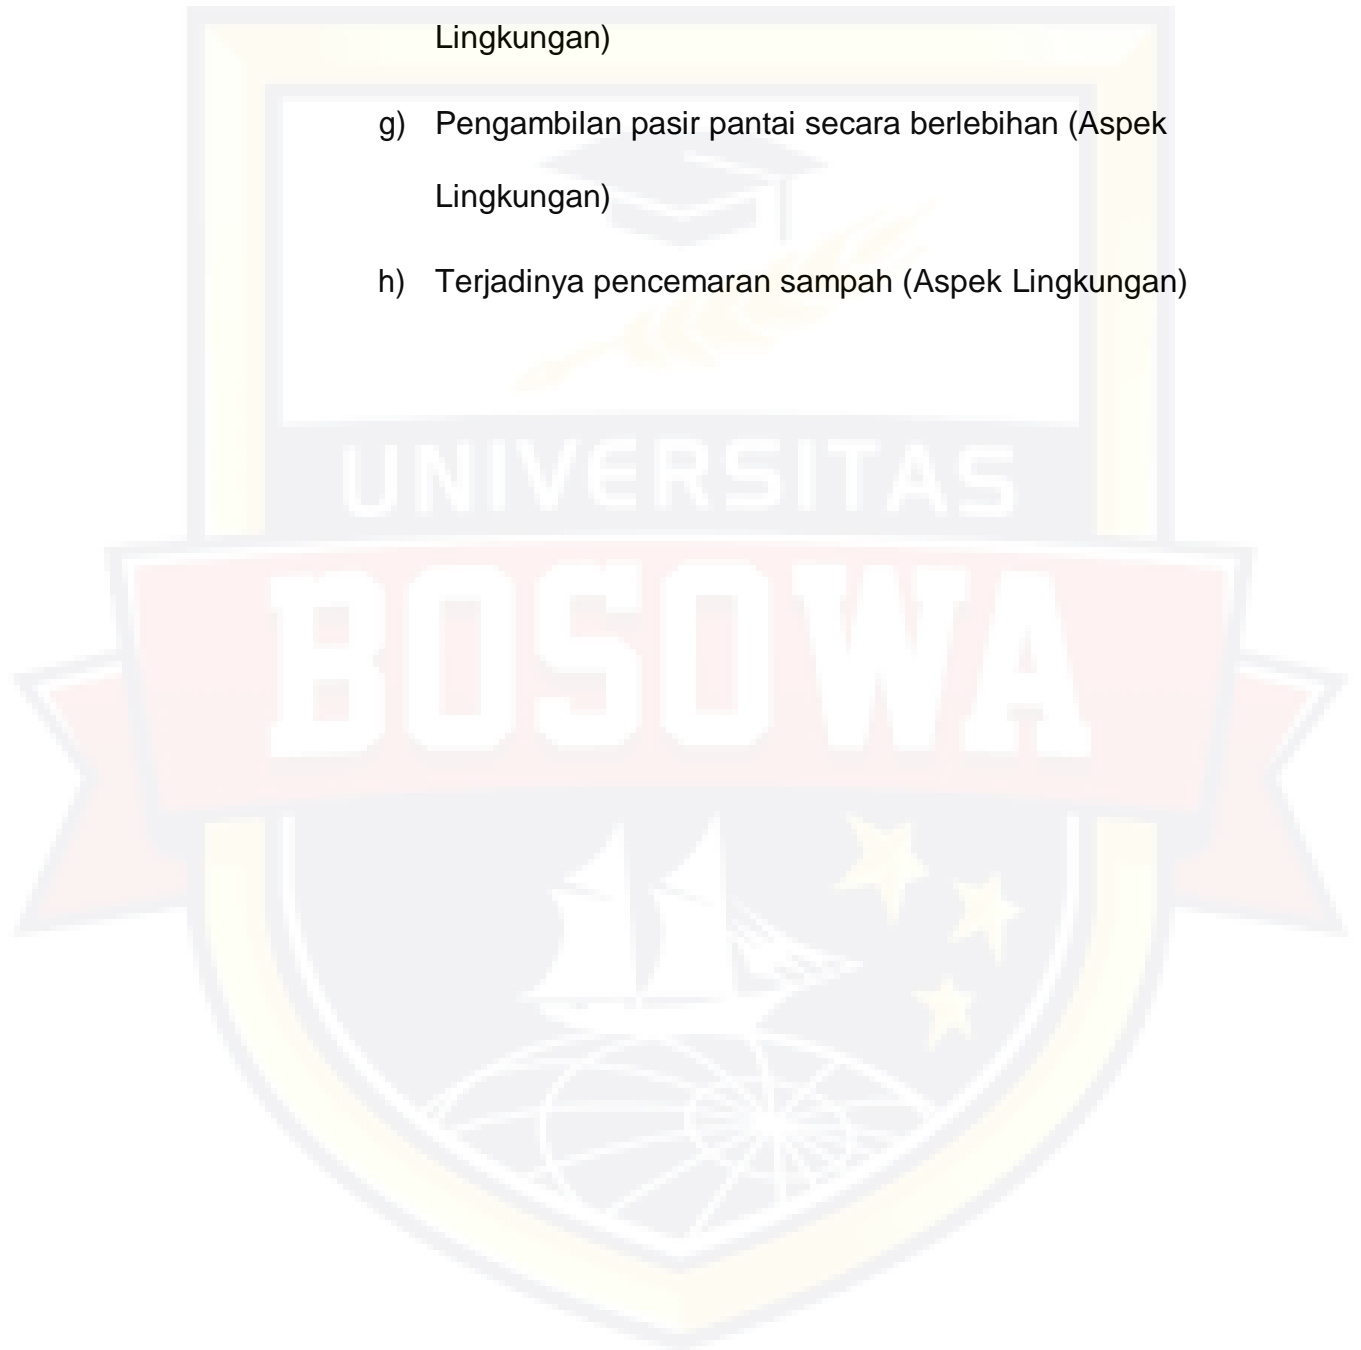 Lingkungan)
g) Pengambilan pasir pantai secara berlebihan (Aspek
Lingkungan)
h) Terjadinya pencemaran sampah (Aspek Lingkungan)
UNIVERSITAS
BOSOWA